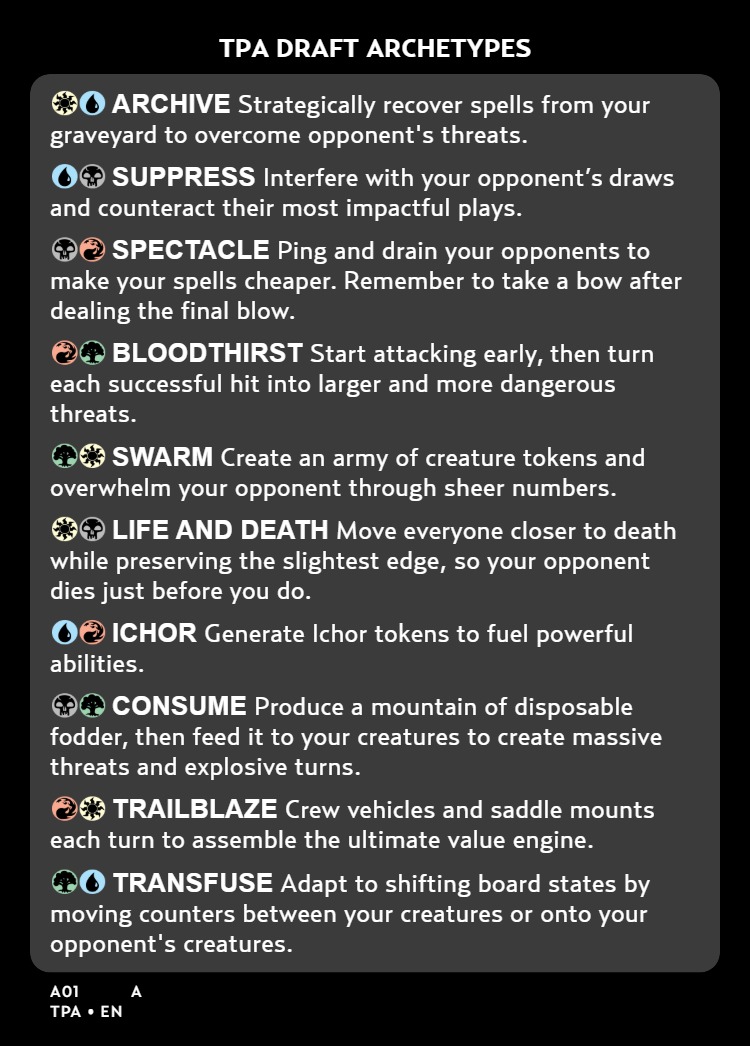 TPA DRAFT ARCHETYPES
ARCHIVE Strategically recover spells from your
graveyard to overcome opponent's threats.
SUPPRESS Interfere with your opponent’s draws
and counteract their most impactful plays.
SPECTACLE Ping and drain your opponents to
make your spells cheaper. Remember to take a bow after
dealing the final blow.
BLOODTHIRST Start attacking early, then turn
each successful hit into larger and more dangerous
threats.
SWARM Create an army of creature tokens and
overwhelm your opponent through sheer numbers.
LIFE AND DEATH Move everyone closer to death
while preserving the slightest edge, so your opponent
dies just before you do.
ICHOR Generate Ichor tokens to fuel powerful
abilities.
CONSUME Produce a mountain of disposable
fodder, then feed it to your creatures to create massive
threats and explosive turns.
TRAILBLAZE Crew vehicles and saddle mounts
each turn to assemble the ultimate value engine.
TRANSFUSE Adapt to shifting board states by
moving counters between your creatures or onto your
opponent's creatures.
A01 A
TPA • EN